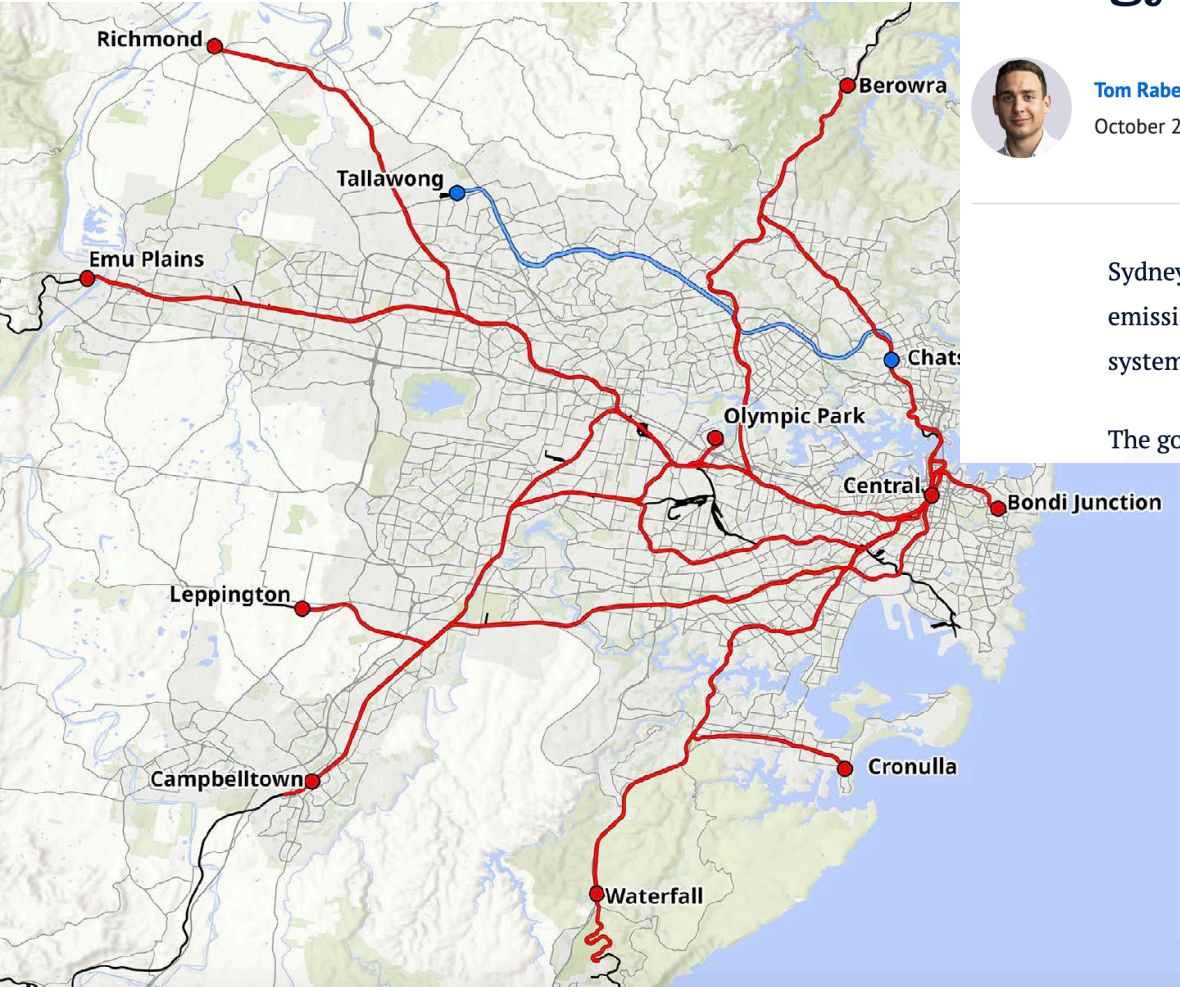 Richmond
Berowra
Tallawong
Emu Plains
Chats
Olympic Park
Central
Bondi Junction
Leppington
Campbelltown
Cronulla
Waterfall
Tom Rabe
October 2
Sydney
emissi
system
The go